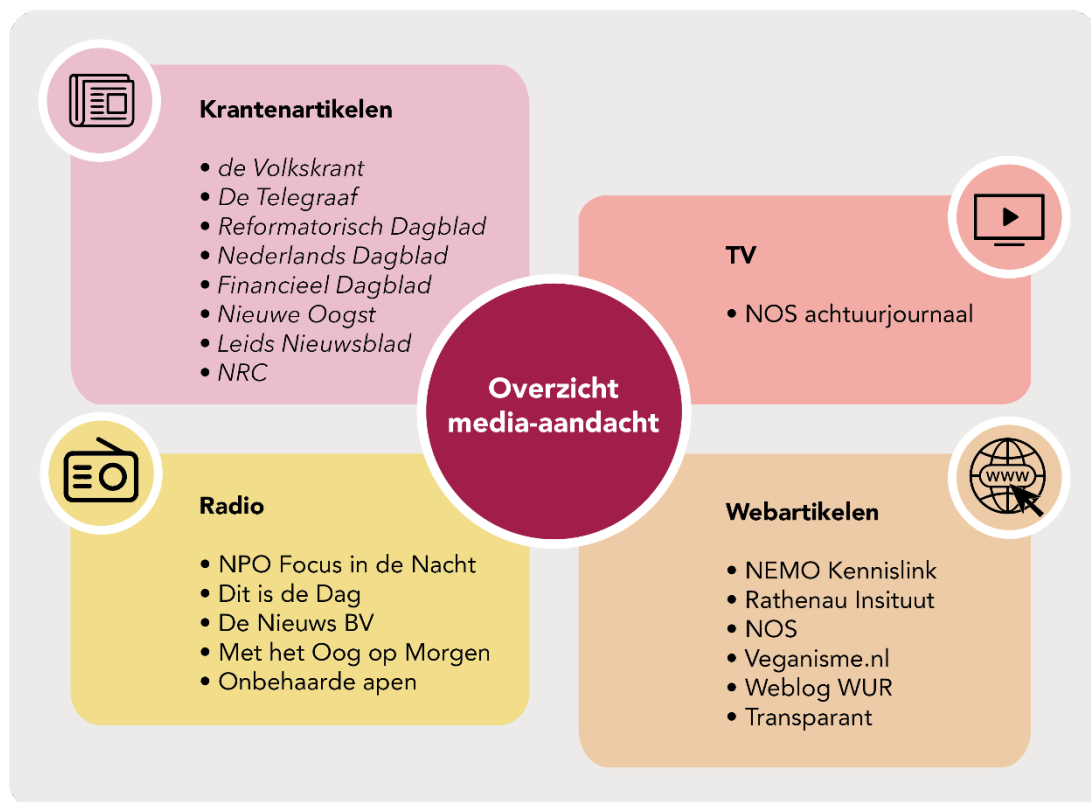 Krantenartikelen
• de Volkskrant
• De Telegraaf
• Reformatorisch Dagblad
• Nederlands Dagblad
• Financieel Dagblad
• Nieuwe Oogst
• Leids Nieuwsblad
• NRC
TV
• NOS achtuurjournaal
Overzicht
media-aandacht
Radio
• NPO Focus in de Nacht
• Dit is de Dag
• De Nieuws BV
• Met het Oog op Morgen
• Onbehaarde apen
www
Webartikelen
• NEMO Kennislink
• Rathenau Insituut
• NOS
• Veganisme.nl
• Weblog WUR
• Transparant